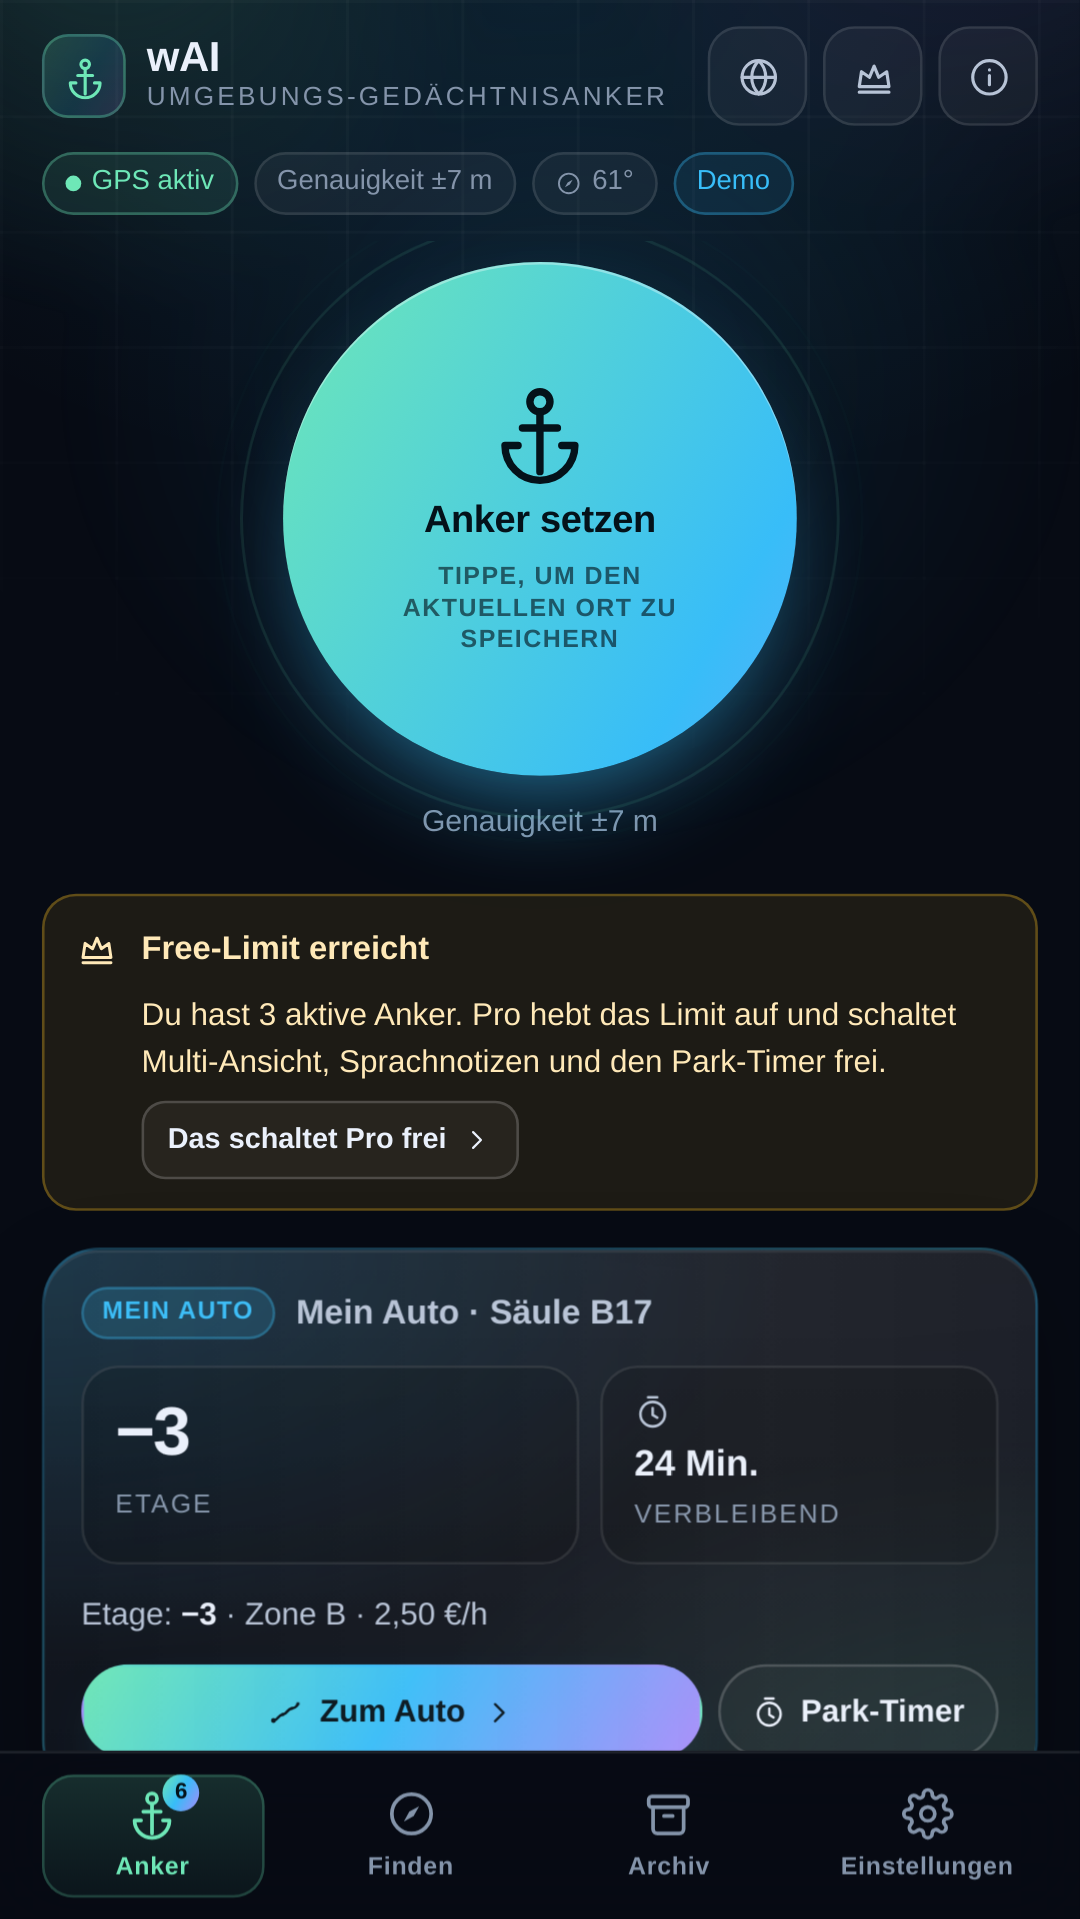 wAI
UMGEBUNGS-GEDÄCHTNISANKER
GPS aktiv
Genauigkeit ±7 m
61°
Demo
Anker setzen
TIPPE, UM DEN
AKTUELLEN ORT ZU
SPEICHERN
Genauigkeit ±7 m
Free-Limit erreicht
Du hast 3 aktive Anker. Pro hebt das Limit auf und schaltet
Multi-Ansicht, Sprachnotizen und den Park-Timer frei.
Das schaltet Pro frei
MEIN AUTO
Mein Auto · Säule B17
−3
ETAGE
24 Min.
VERBLEIBEND
Etage: −3 · Zone B · 2,50 €/h
Zum Auto
Park-Timer
6
Anker
Finden
Archiv
Einstellungen